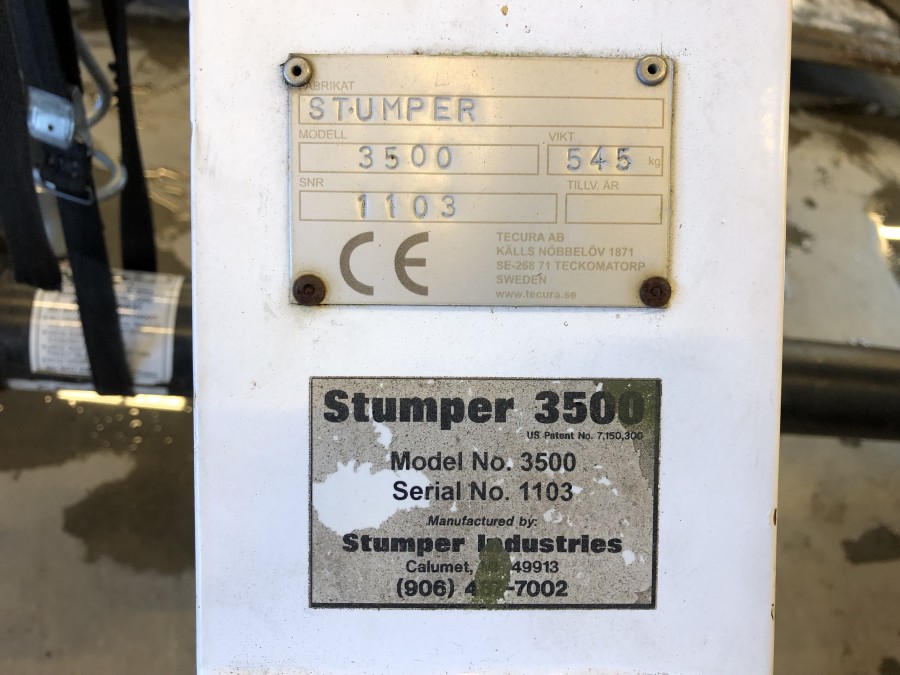 FABRIKAT
STUMPER
MODELL VIKT
3500 545 kg
SNR TILLV. ÅR
1103
CE
TECURA AB
KÄLLS NÖBBELÖV 1871
SE-268 71 TECKOMATORP
SWEDEN
www.tecura.se
Stumper 3500
US Patent No. 7,150,300
Model No. 3500
Serial No. 1103
Manufactured by:
Stumper Industries
Calumet, 49913
(906) -7002